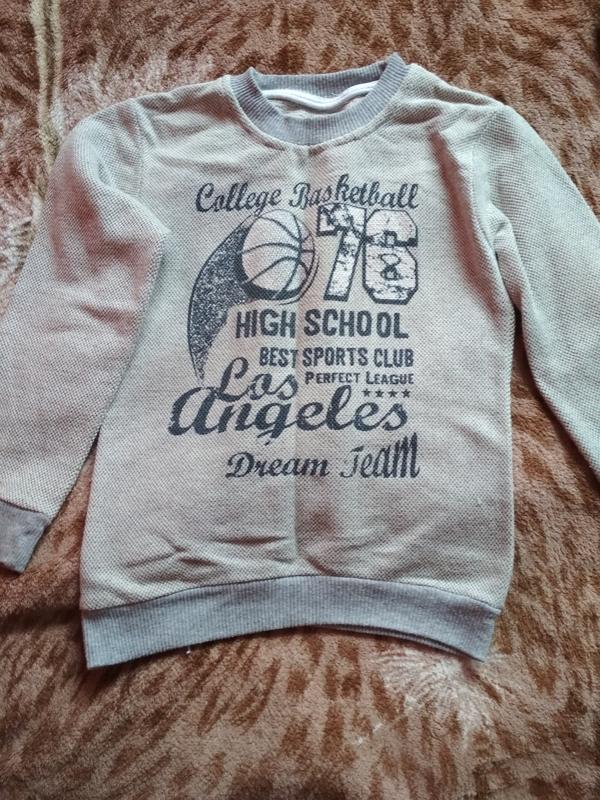 College Basketball
76
HIGH SCHOOL
BEST SPORTS CLUB
PERFECT LEAGUE
Los
Angeles
Dream Team